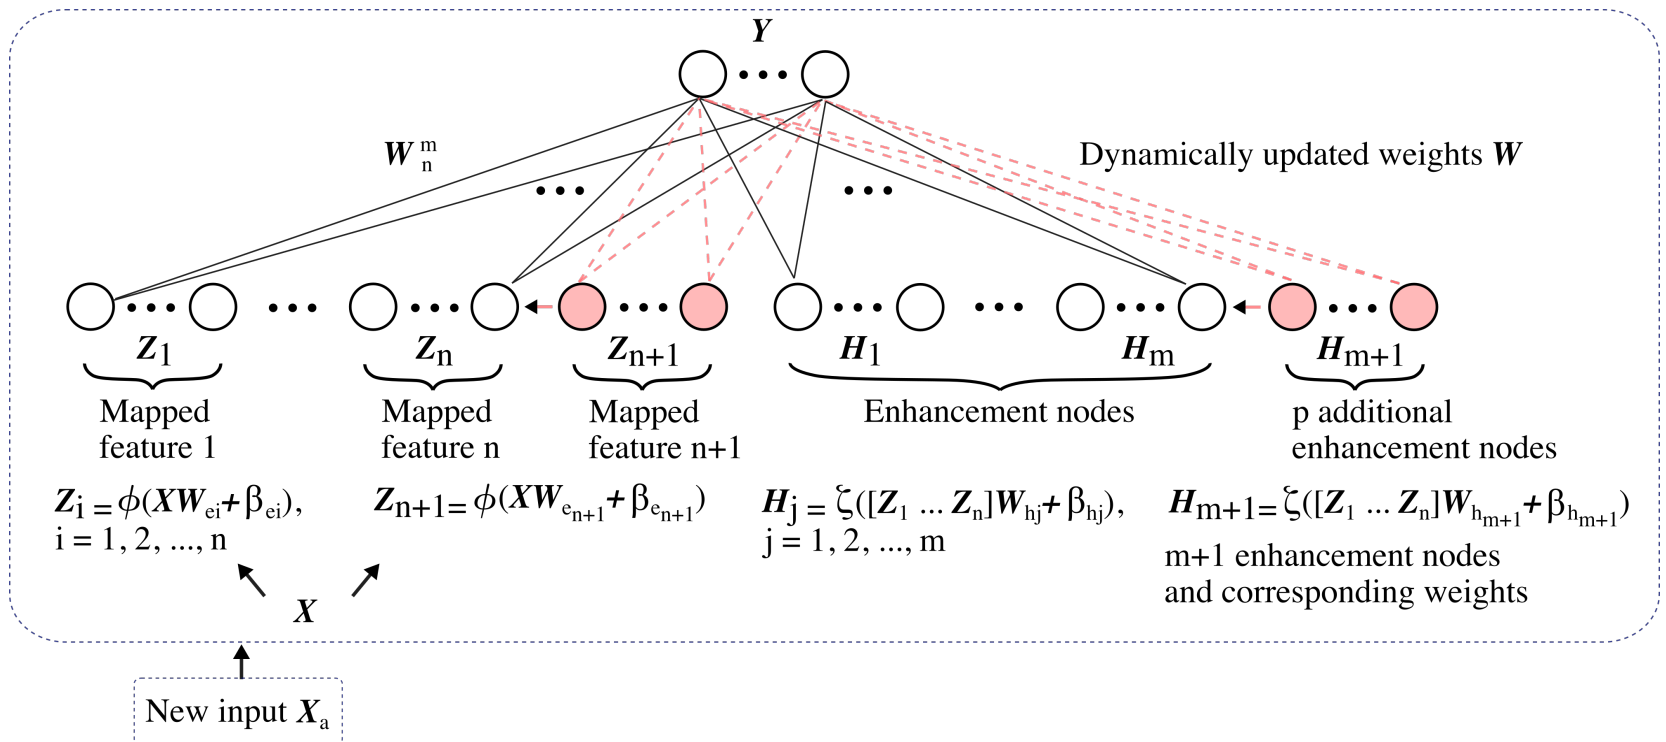 Y
W n m
Dynamically updated weights W
Z1 Zn Zn+1 H1 Hm Hm+1
Mapped
feature 1
Mapped
feature n
Mapped
feature n+1
Enhancement nodes
p additional
enhancement nodes
Zi = ϕ(XWei+βei),
i = 1, 2, ..., n
Zn+1= ϕ(XWen+1+βen+1)
Hj = ζ([Z1 ... Zn]Whj+βhj),
j = 1, 2, ..., m
Hm+1= ζ([Z1 ... Zn]Whm+1+βhm+1)
m+1 enhancement nodes
and corresponding weights
X
New input Xa